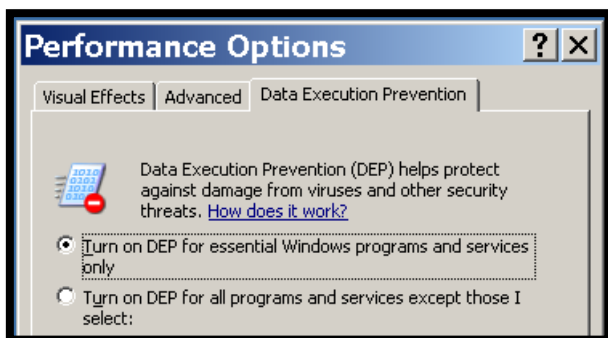 Performance Options
Visual Effects Advanced Data Execution Prevention
Data Execution Prevention (DEP) helps protect
against damage from viruses and other security
threats. How does it work?
Turn on DEP for essential Windows programs and services
only
Turn on DEP for all programs and services except those I
select: